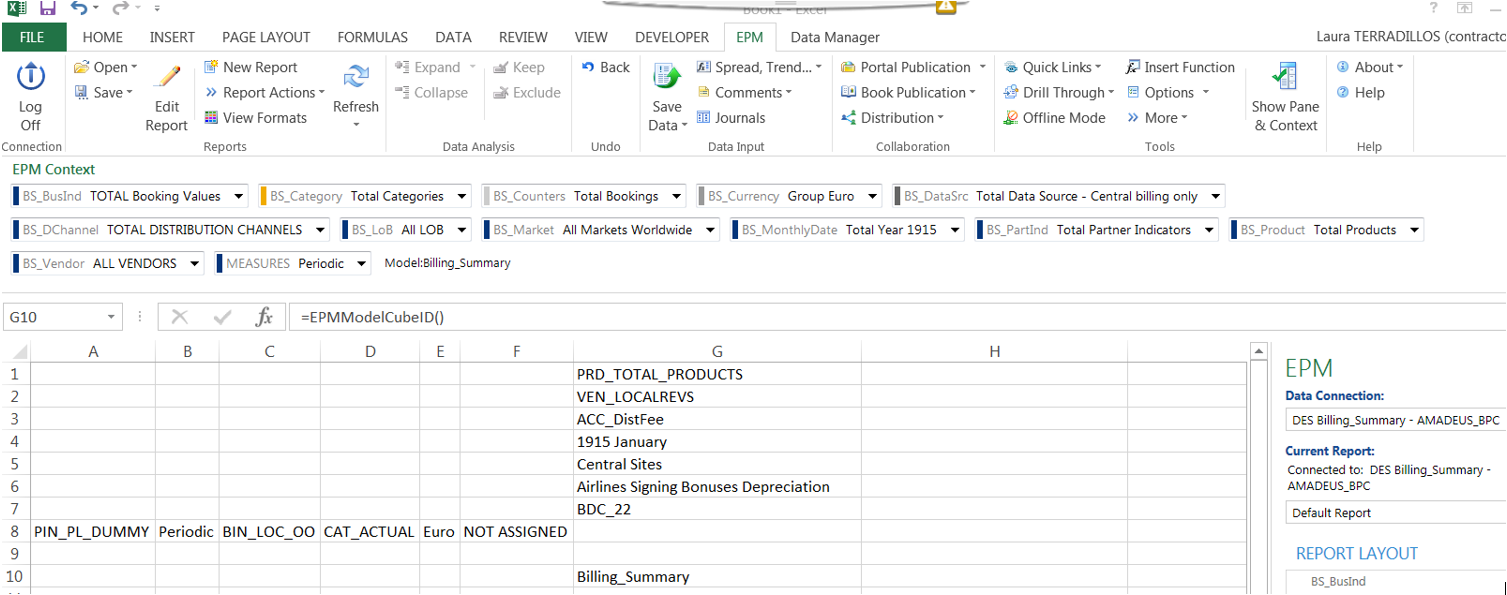 Book1 - Excel
?
FILE HOME INSERT PAGE LAYOUT FORMULAS DATA REVIEW VIEW DEVELOPER EPM Data Manager Laura TERRADILLOS (contracto
Log Off
Connection
Open
Save
Edit Report
New Report
Report Actions
View Formats
Refresh
Reports
Expand
Collapse
Keep
Exclude
Data Analysis
Back
Undo
Save Data
Spread, Trend...
Comments
Journals
Data Input
Portal Publication
Book Publication
Distribution
Collaboration
Quick Links
Drill Through
Offline Mode
Insert Function
Options
More
Tools
Show Pane & Context
About
Help
Help
EPM Context
BS_BusInd TOTAL Booking Values BS_Category Total Categories BS_Counters Total Bookings BS_Currency Group Euro BS_DataSrc Total Data Source - Central billing only
BS_DChannel TOTAL DISTRIBUTION CHANNELS BS_LoB All LOB BS_Market All Markets Worldwide BS_MonthlyDate Total Year 1915 BS_PartInd Total Partner Indicators BS_Product Total Products
BS_Vendor ALL VENDORS MEASURES Periodic Model:Billing_Summary
G10 fx =EPMModelCubeID()
A B C D E F G H
1 PRD_TOTAL_PRODUCTS
2 VEN_LOCALREVS
3 ACC_DistFee
4 1915 January
5 Central Sites
6 Airlines Signing Bonuses Depreciation
7 BDC_22
8 PIN_PL_DUMMY Periodic BIN_LOC_OO CAT_ACTUAL Euro NOT ASSIGNED
9
10 Billing_Summary
EPM
Data Connection:
DES Billing_Summary - AMADEUS_BPC
Current Report:
Connected to: DES Billing_Summary -
AMADEUS_BPC
Default Report
REPORT LAYOUT
BS_BusInd